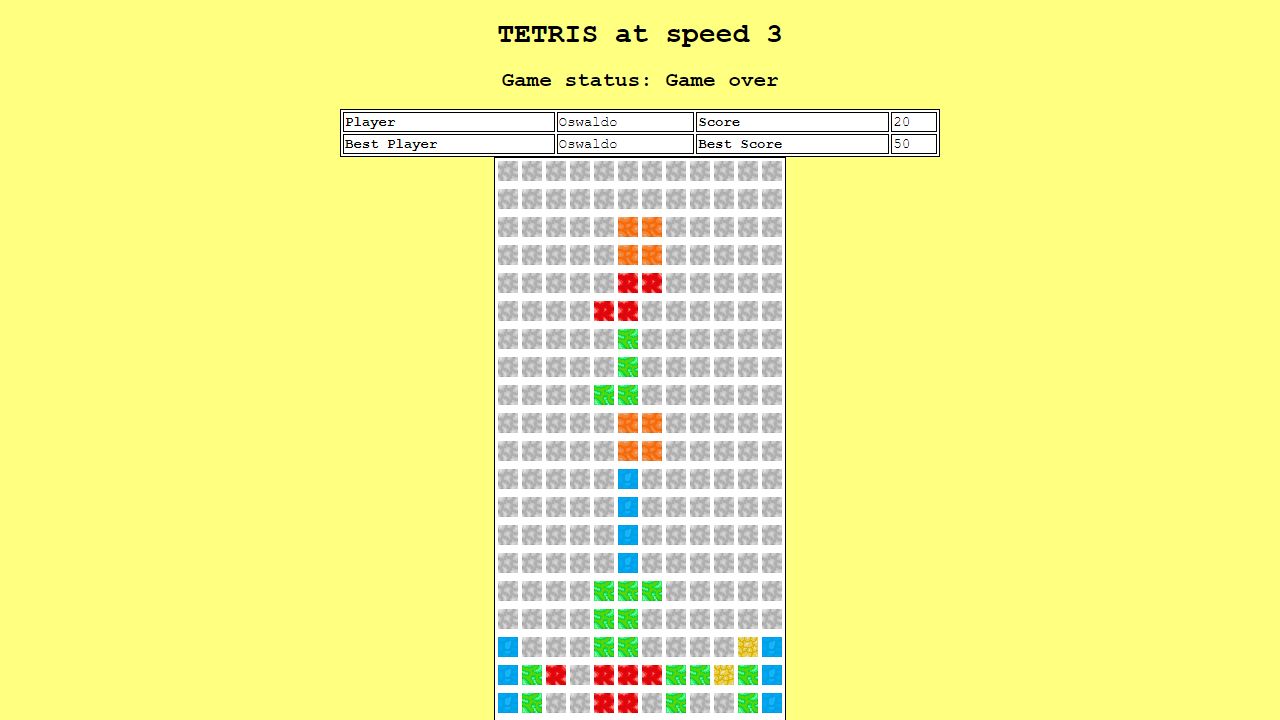 TETRIS at speed 3
Game status: Game over
Player Oswaldo Score 20
Best Player Oswaldo Best Score 50